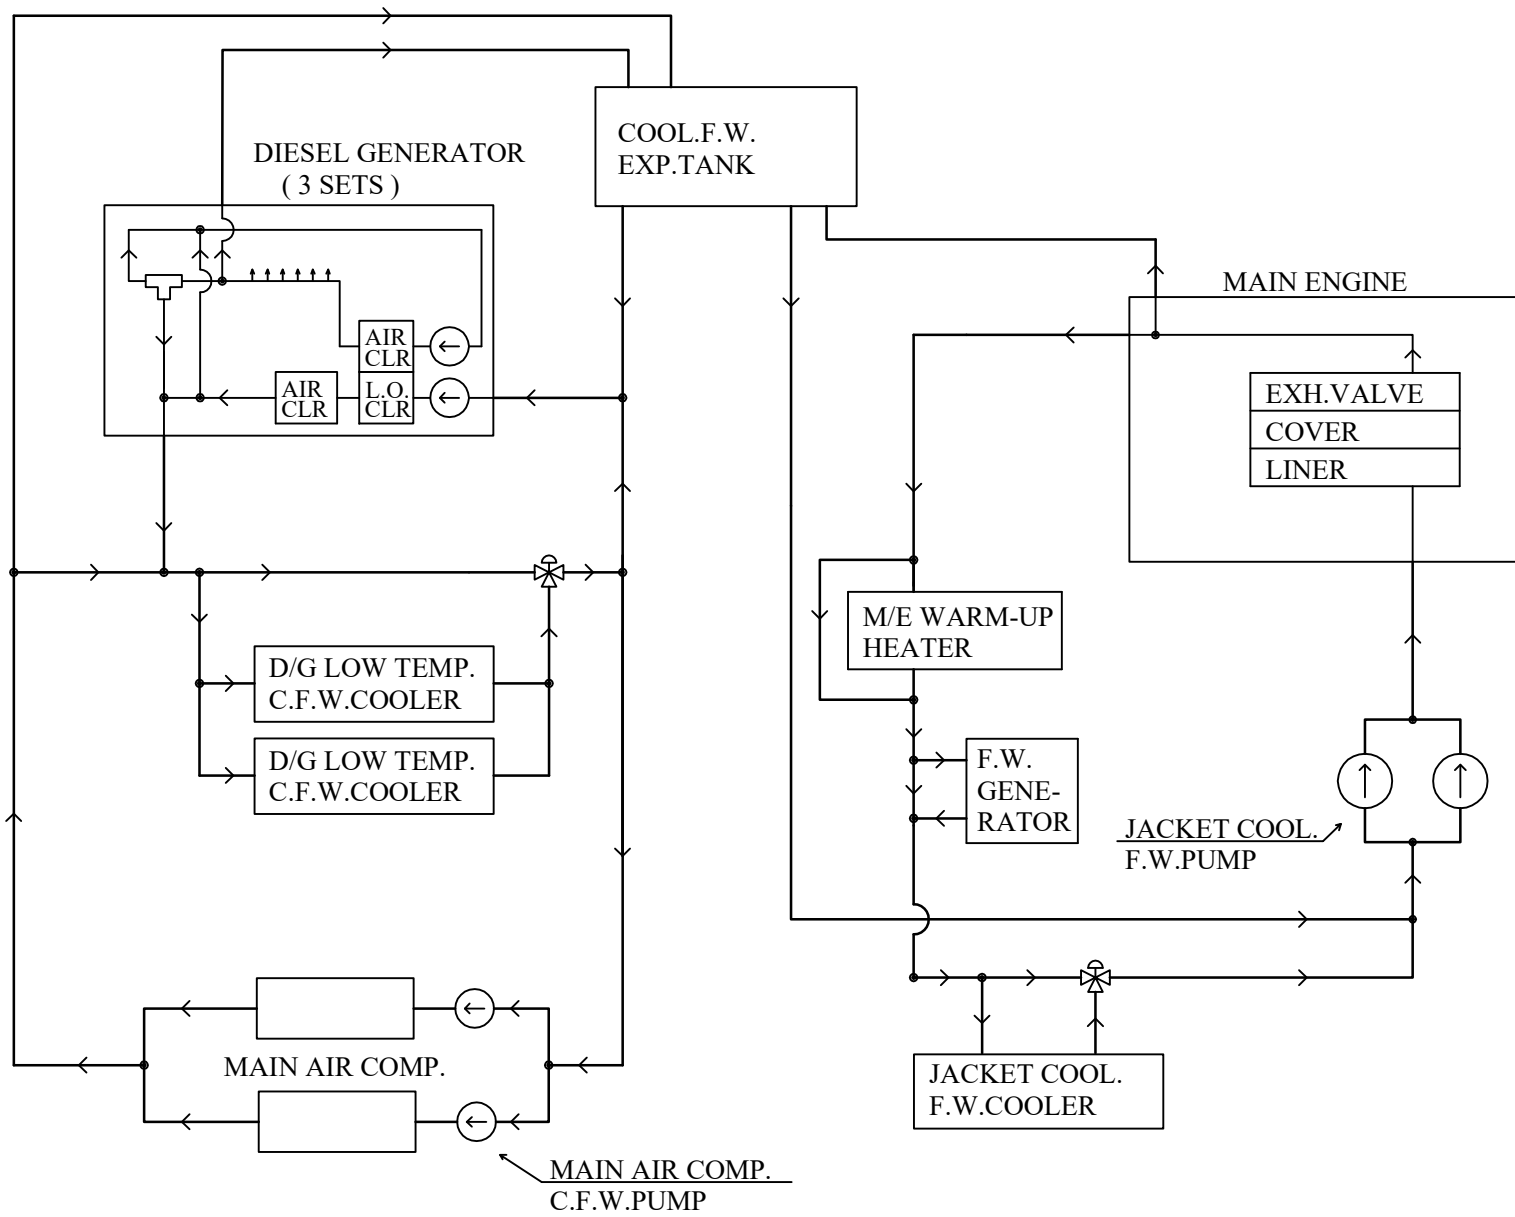 COOL.F.W.
EXP.TANK
DIESEL GENERATOR
( 3 SETS )
MAIN ENGINE
AIR
CLR
AIR
CLR
L.O.
CLR
EXH.VALVE
COVER
LINER
M/E WARM-UP
HEATER
D/G LOW TEMP.
C.F.W.COOLER
D/G LOW TEMP.
C.F.W.COOLER
F.W.
GENE-
RATOR
JACKET COOL.
F.W.PUMP
MAIN AIR COMP.
JACKET COOL.
F.W.COOLER
MAIN AIR COMP.
C.F.W.PUMP